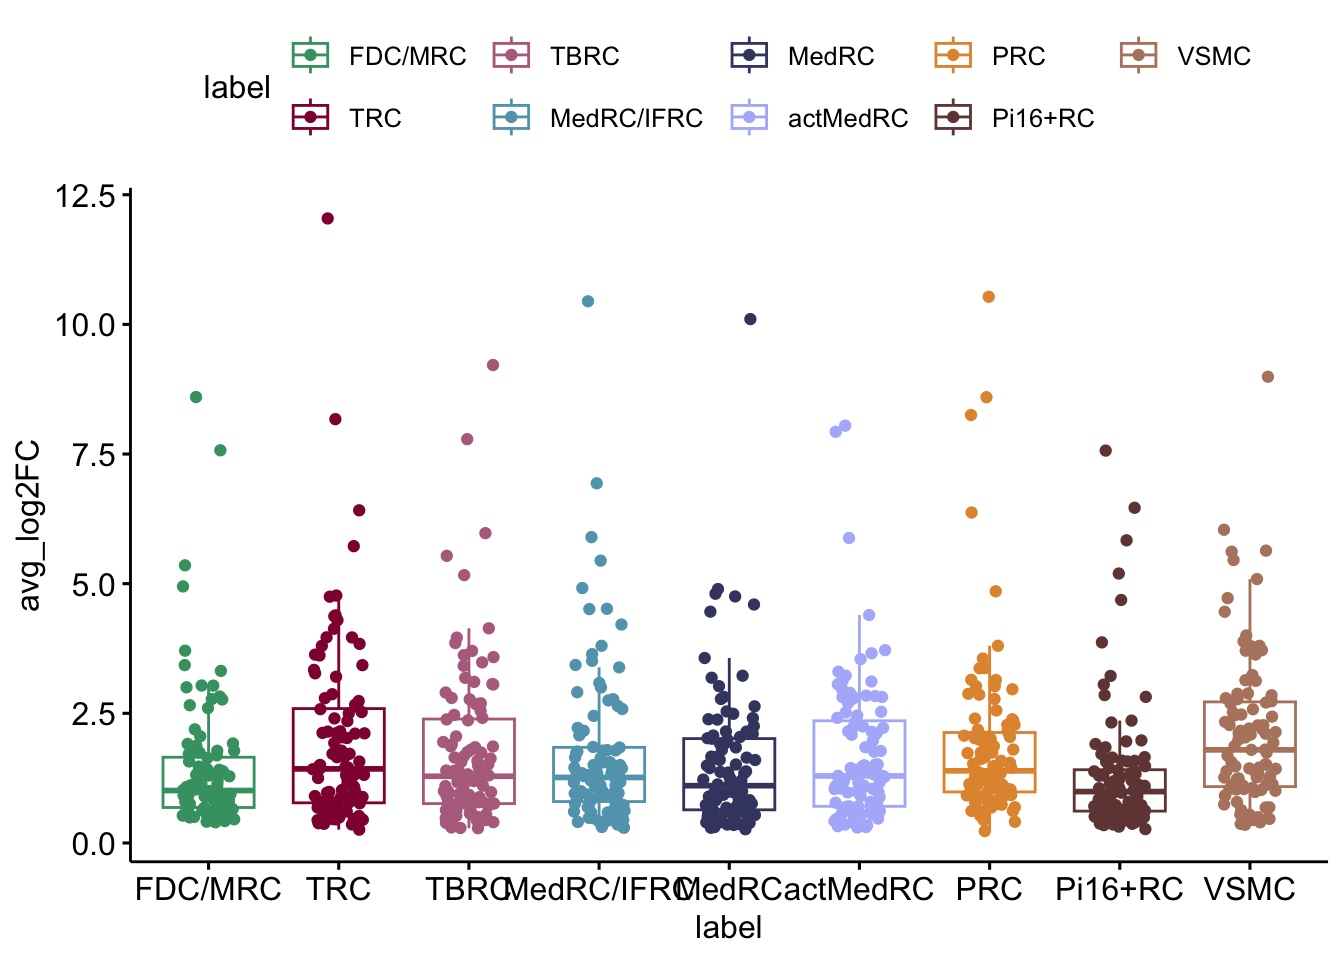 label
FDC/MRC TBRC MedRC PRC VSMC
TRC MedRC/IFRC actMedRC Pi16+RC
12.5
10.0
7.5
5.0
2.5
0.0
avg_log2FC
FDC/MRC TRC TBRC MedRC/IFRC MedRC actMedRC PRC Pi16+RC VSMC
label